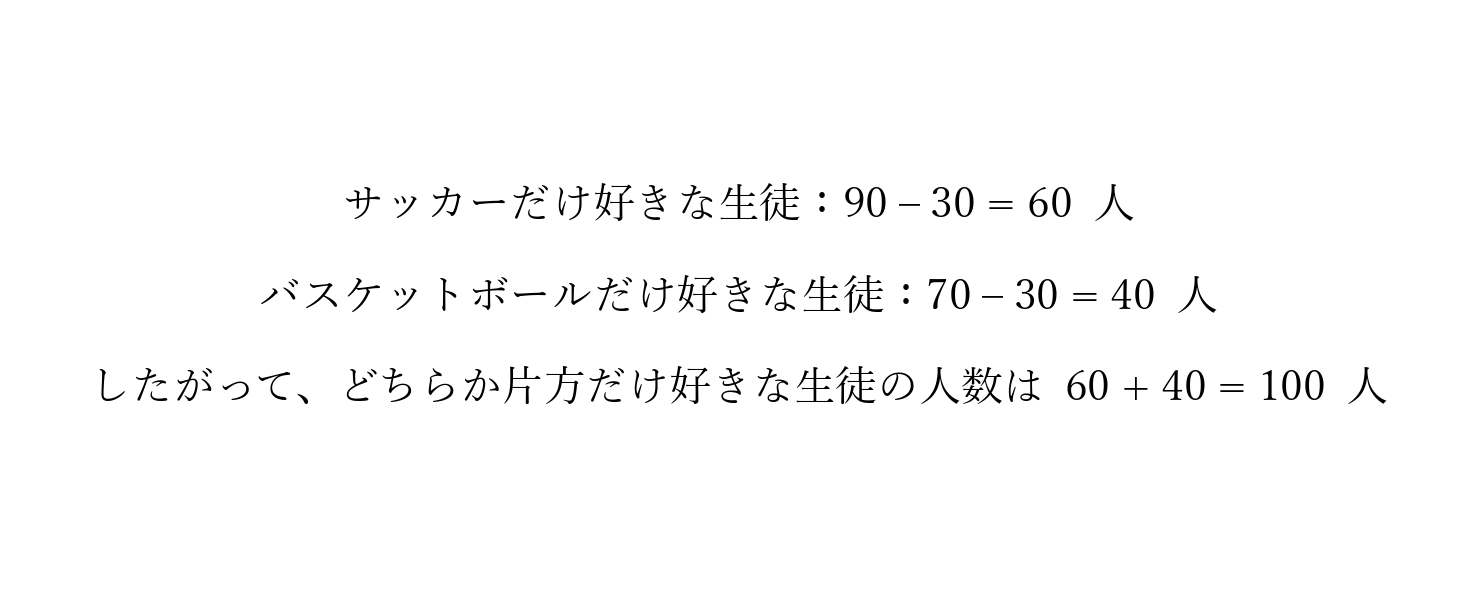 サッカーだけ好きな生徒：90 − 30 = 60 人
バスケットボールだけ好きな生徒：70 − 30 = 40 人
したがって、どちらか片方だけ好きな生徒の人数は 60 + 40 = 100 人